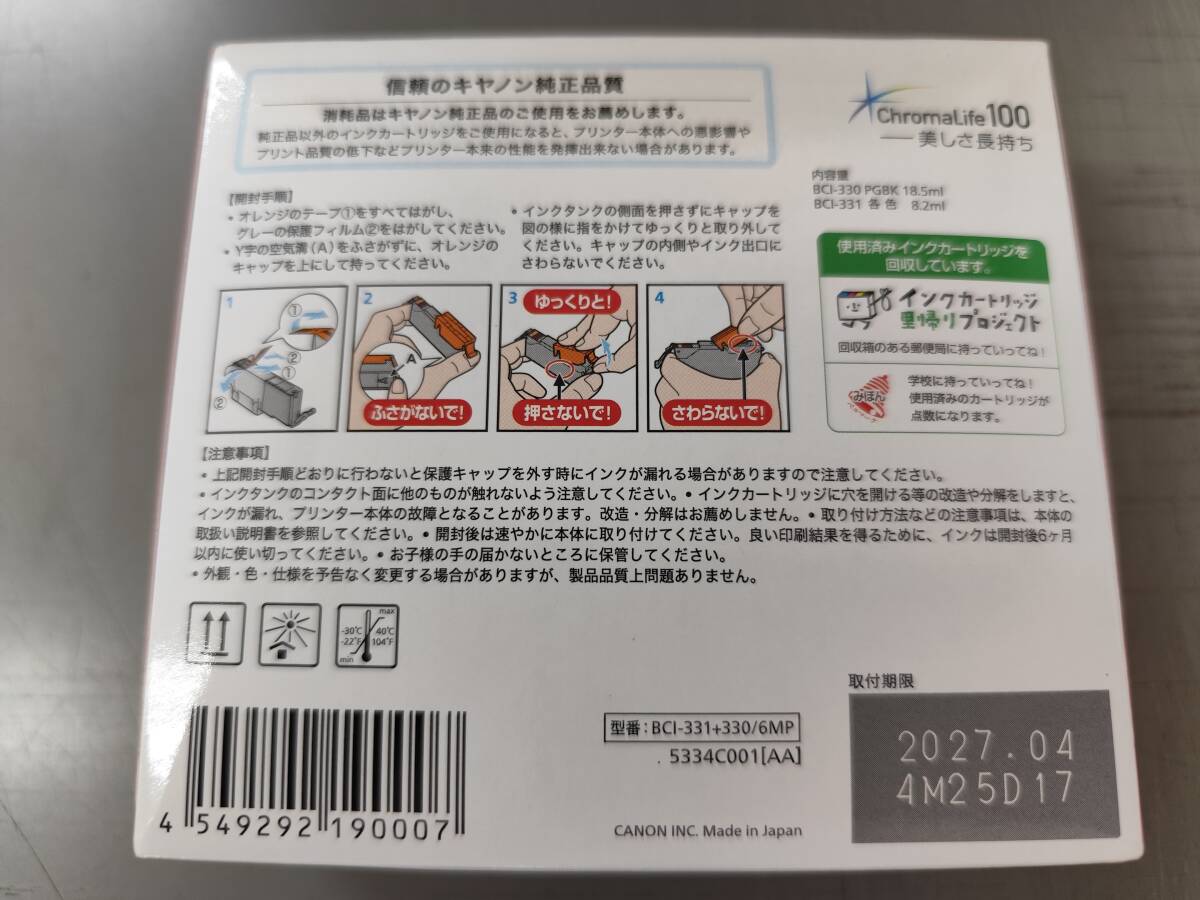 信頼のキヤノン純正品質
消耗品はキヤノン純正品のご使用をお薦めします。
純正品以外のインクカートリッジをご使用になると、プリンター本体への悪影響や
プリント品質の低下などプリンター本来の性能を発揮出来ない場合があります。
ChromaLife100
美しさ長持ち
内容量
BCI-330 PGBK 18.5ml
BCI-331 各色 8.2ml
【開封手順】
・オレンジのテープ①をすべてはがし、
グレーの保護フィルム②をはがしてください。
・Y字の空気溝(A)をふさがずに、オレンジの
キャップを上にして持ってください。
・インクタンクの側面を押さずにキャップを
図の様に指をかけてゆっくりと取り外して
ください。キャップの内側やインク出口に
さわらないでください。
使用済みインクカートリッジを
回収しています。
インクカートリッジ
里帰りプロジェクト
回収箱のある郵便局に持っていってね!
みほん
学校に持っていってね!
使用済みのカートリッジが
点数になります。
1
①
②
①
②
2
A
ふさがないで!
3
ゆっくりと!
押さないで!
4
さわらないで!
【注意事項】
・上記開封手順どおりに行わないと保護キャップを外す時にインクが漏れる場合がありますので注意してください。
・インクタンクのコンタクト面に他のものが触れないよう注意してください。・インクカートリッジに穴を開ける等の改造や分解をしますと、
インクが漏れ、プリンター本体の故障となることがあります。改造・分解はお薦めしません。・取り付け方法などの注意事項は、本体の
取扱い説明書を参照してください。・開封後は速やかに本体に取り付けてください。良い印刷結果を得るために、インクは開封後6ヶ月
以内に使い切ってください。・お子様の手の届かないところに保管してください。
・外観・色・仕様を予告なく変更する場合がありますが、製品品質上問題ありません。
max
-30℃ 40℃
-22°F 104°F
min
取付期限
2027.04
4M25D17
型番:BCI-331+330/6MP
5334C001[AA]
4 549292 190007
CANON INC. Made in Japan